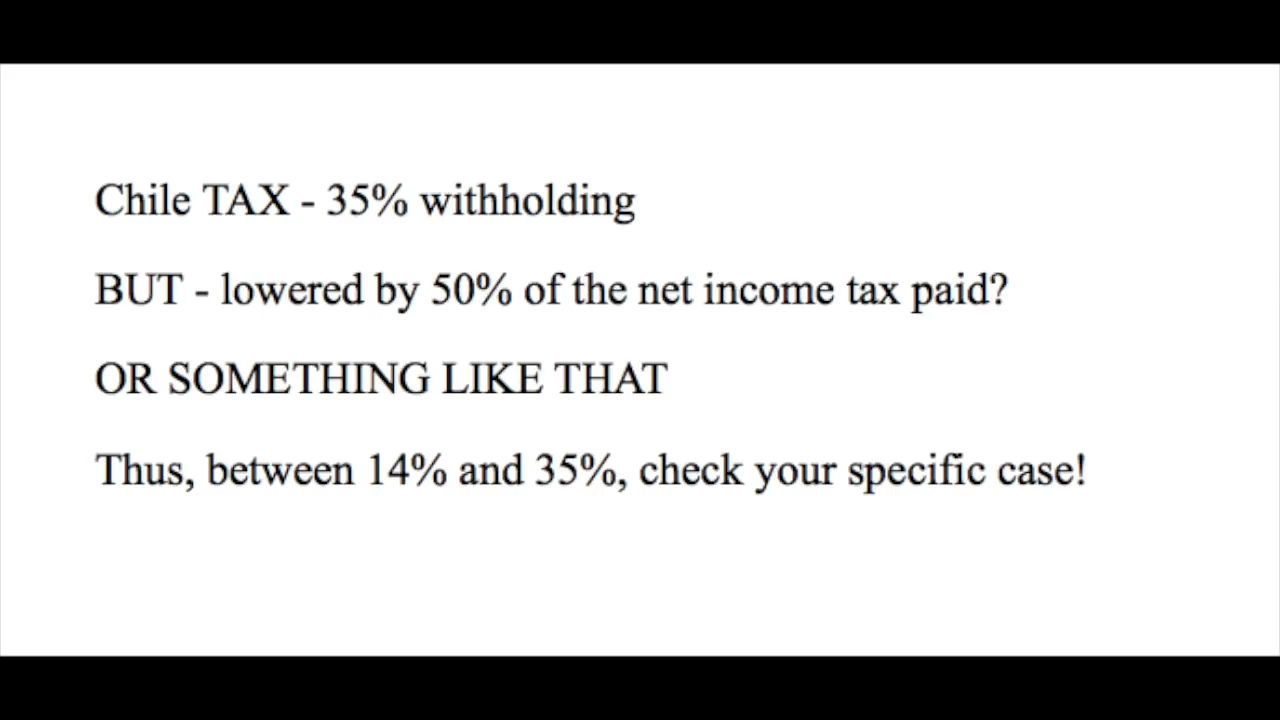 Chile TAX - 35% withholding
BUT - lowered by 50% of the net income tax paid?
OR SOMETHING LIKE THAT
Thus, between 14% and 35%, check your specific case!